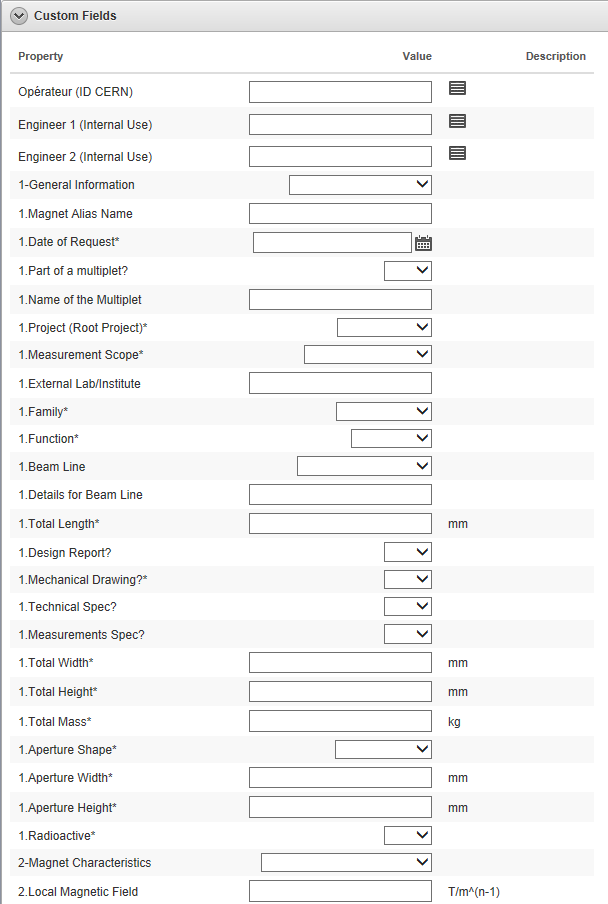 Custom Fields
Property Value Description
Opérateur (ID CERN)
Engineer 1 (Internal Use)
Engineer 2 (Internal Use)
1-General Information
1.Magnet Alias Name
1.Date of Request*
1.Part of a multiplet?
1.Name of the Multiplet
1.Project (Root Project)*
1.Measurement Scope*
1.External Lab/Institute
1.Family*
1.Function*
1.Beam Line
1.Details for Beam Line
1.Total Length* mm
1.Design Report?
1.Mechanical Drawing?*
1.Technical Spec?
1.Measurements Spec?
1.Total Width* mm
1.Total Height* mm
1.Total Mass* kg
1.Aperture Shape*
1.Aperture Width* mm
1.Aperture Height* mm
1.Radioactive*
2-Magnet Characteristics
2.Local Magnetic Field T/m^(n-1)